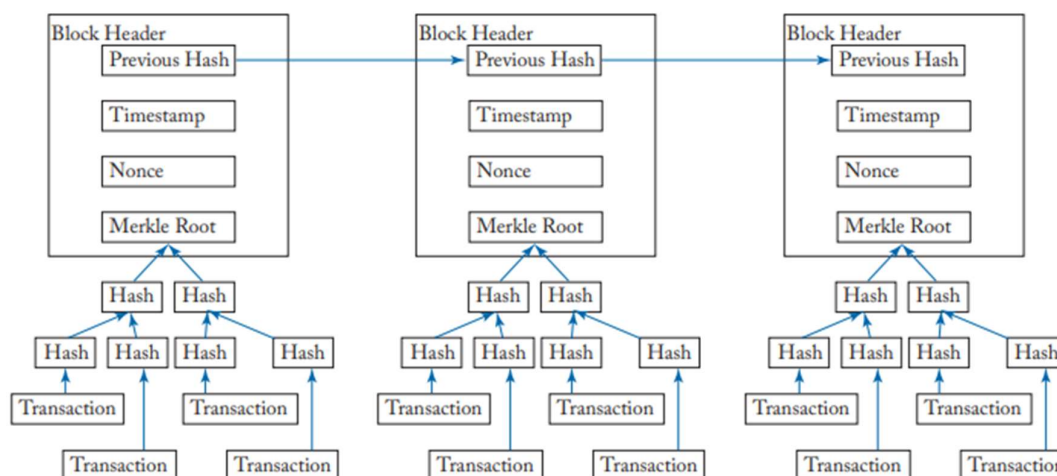 Block Header Block Header Block Header
Previous Hash Previous Hash Previous Hash
Timestamp Timestamp Timestamp
Nonce Nonce Nonce
Merkle Root Merkle Root Merkle Root
Hash Hash Hash Hash Hash Hash
Hash Hash Hash Hash Hash Hash Hash Hash Hash Hash Hash Hash
Transaction Transaction Transaction Transaction Transaction Transaction
Transaction Transaction Transaction Transaction Transaction Transaction